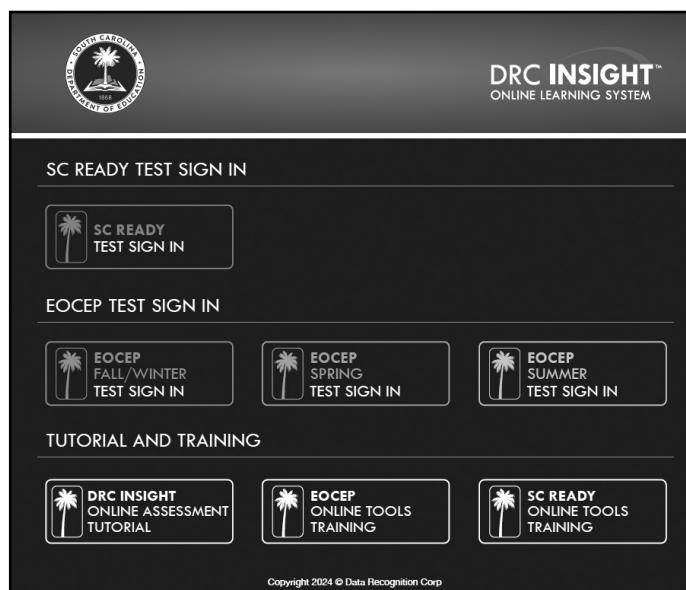 SOUTH CAROLINA
1868
DEPARTMENT OF EDUCATION
DRC INSIGHT™
ONLINE LEARNING SYSTEM
SC READY TEST SIGN IN
SC READY
TEST SIGN IN
EOCEP TEST SIGN IN
EOCEP
FALL/WINTER
TEST SIGN IN
EOCEP
SPRING
TEST SIGN IN
EOCEP
SUMMER
TEST SIGN IN
TUTORIAL AND TRAINING
DRC INSIGHT
ONLINE ASSESSMENT
TUTORIAL
EOCEP
ONLINE TOOLS
TRAINING
SC READY
ONLINE TOOLS
TRAINING
Copyright 2024 © Data Recognition Corp